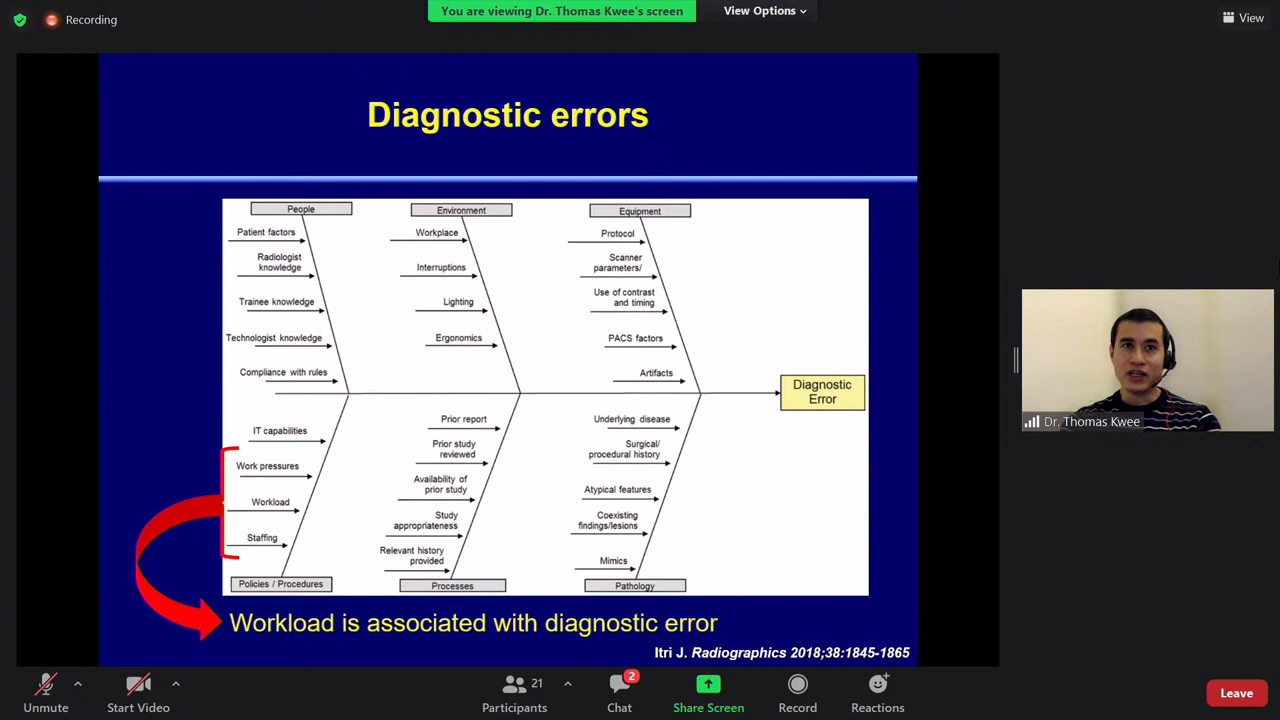 Recording
You are viewing Dr. Thomas Kwee's screen
View Options
View
Diagnostic errors
People
Environment
Equipment
Patient factors
Radiologist
knowledge
Trainee knowledge
Technologist knowledge
Compliance with rules
Workplace
Interruptions
Lighting
Ergonomics
Protocol
Scanner
parameters/
Use of contrast
and timing
PACS factors
Artifacts
Diagnostic
Error
IT capabilities
Work pressures
Workload
Staffing
Policies / Procedures
Prior report
Prior study
reviewed
Availability of
prior study
Study
appropriateness
Relevant history
provided
Processes
Underlying disease
Surgical/
procedural history
Atypical features
Coexisting
findings/lesions
Mimics
Pathology
Workload is associated with diagnostic error
Itri J. Radiographics 2018;38:1845-1865
Dr. Thomas Kwee
Unmute
Start Video
21
Participants
2
Chat
Share Screen
Record
Reactions
Leave